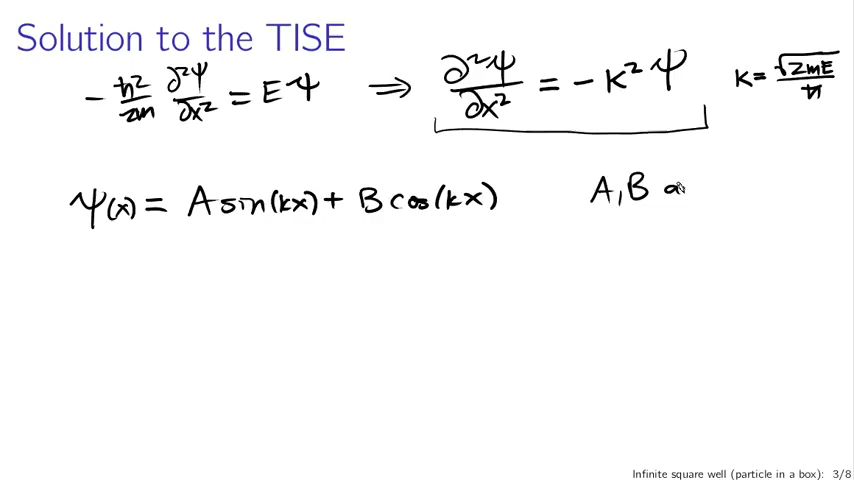 Solution to the TISE
-ℏ²/2m ∂²Ψ/∂x² = EΨ ⇒ ∂²Ψ/∂x² = -k²Ψ k = √2mE/ℏ
Ψ(x) = A sin(kx) + B cos(kx) A, B a
Infinite square well (particle in a box): 3/8